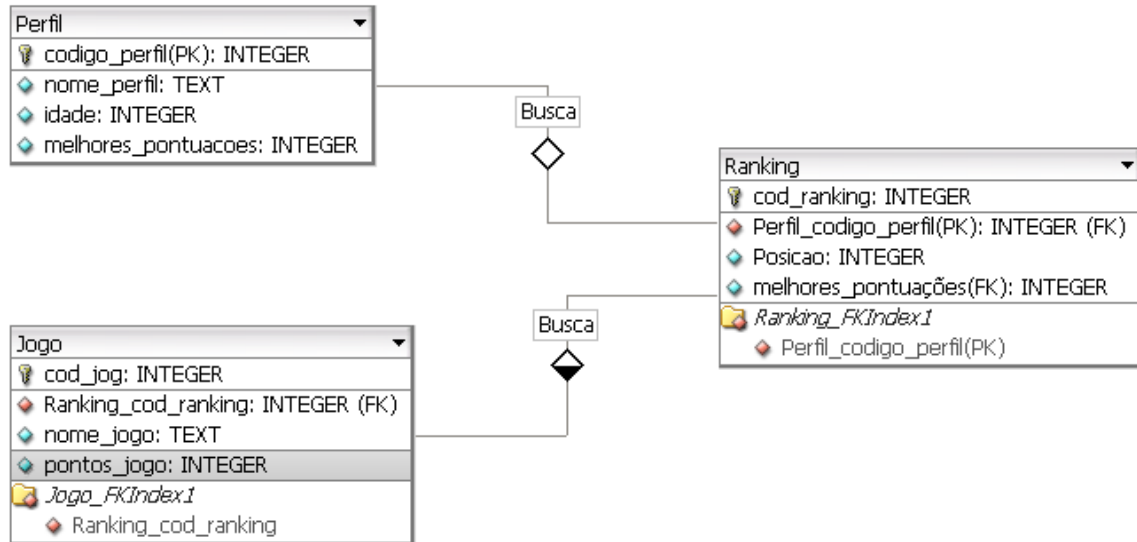 Perfil
codigo_perfil(PK): INTEGER
nome_perfil: TEXT
idade: INTEGER
melhores_pontuacoes: INTEGER
Busca
Ranking
cod_ranking: INTEGER
Perfil_codigo_perfil(PK): INTEGER (FK)
Posicao: INTEGER
melhores_pontuações(FK): INTEGER
Ranking_FKIndex1
Perfil_codigo_perfil(PK)
Busca
Jogo
cod_jog: INTEGER
Ranking_cod_ranking: INTEGER (FK)
nome_jogo: TEXT
pontos_jogo: INTEGER
Jogo_FKIndex1
Ranking_cod_ranking